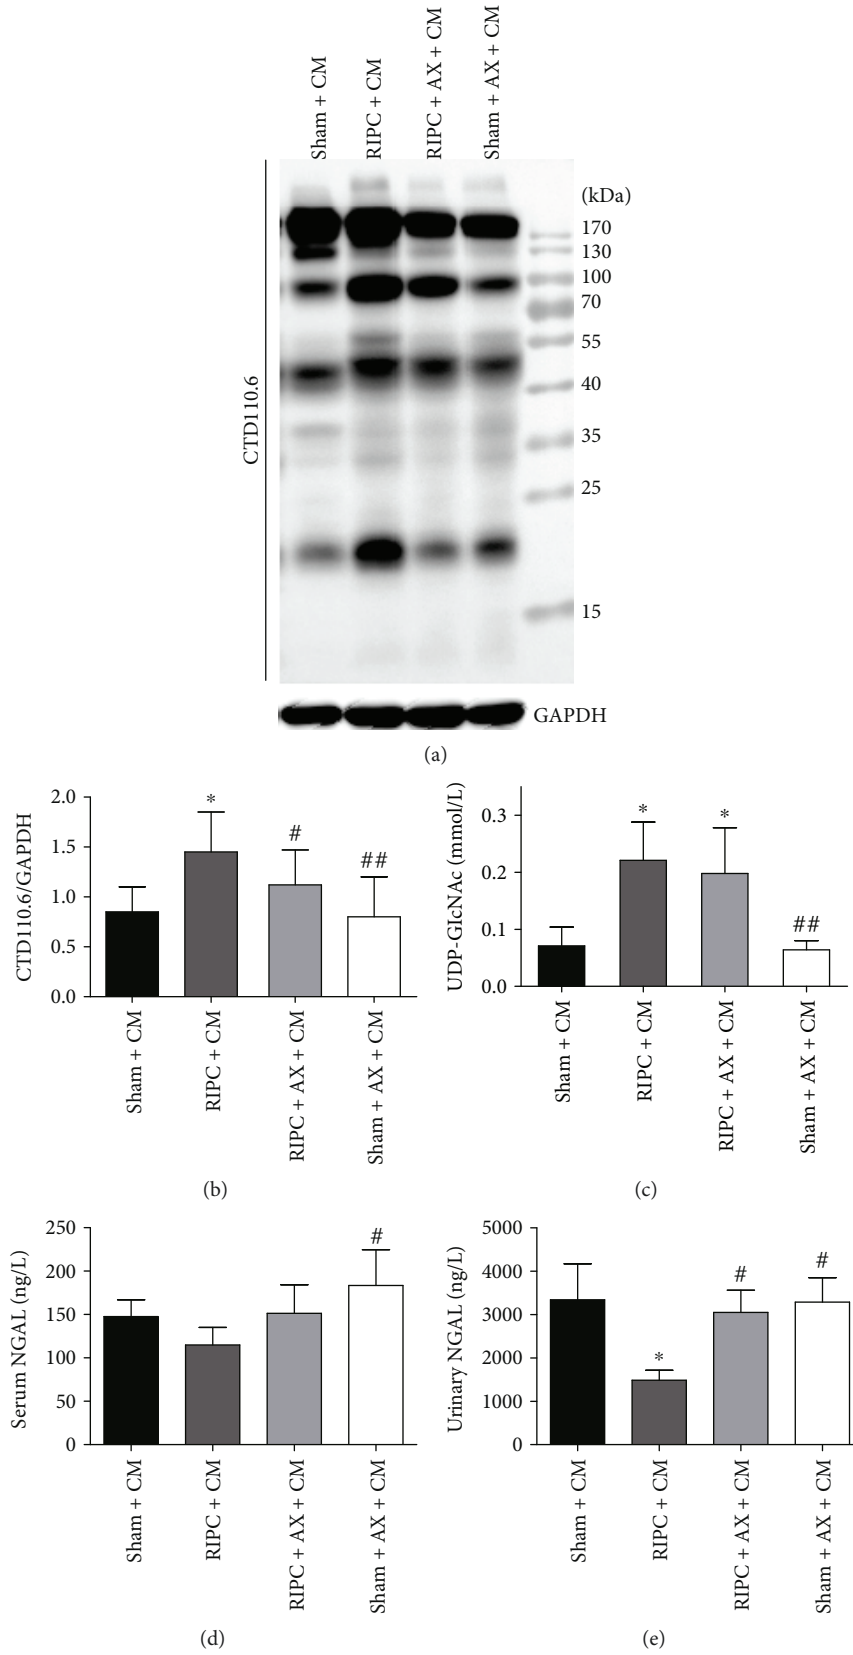 Sham + CM
RIPC + CM
RIPC + AX + CM
Sham + AX + CM
(kDa)
170
130
100
70
55
40
35
25
15
CTD110.6
GAPDH
(a)
CTD110.6/GAPDH
2.0
1.5
1.0
0.5
0.0
*
#
##
Sham + CM
RIPC + CM
RIPC + AX + CM
Sham + AX + CM
(b)
UDP-GIcNAc (mmol/L)
0.3
0.2
0.1
0.0
*
*
##
Sham + CM
RIPC + CM
RIPC + AX + CM
Sham + AX + CM
(c)
Serum NGAL (ng/L)
250
200
150
100
50
0
#
Sham + CM
RIPC + CM
RIPC + AX + CM
Sham + AX + CM
(d)
Urinary NGAL (ng/L)
5000
4000
3000
2000
1000
0
*
#
#
Sham + CM
RIPC + CM
RIPC + AX + CM
Sham + AX + CM
(e)